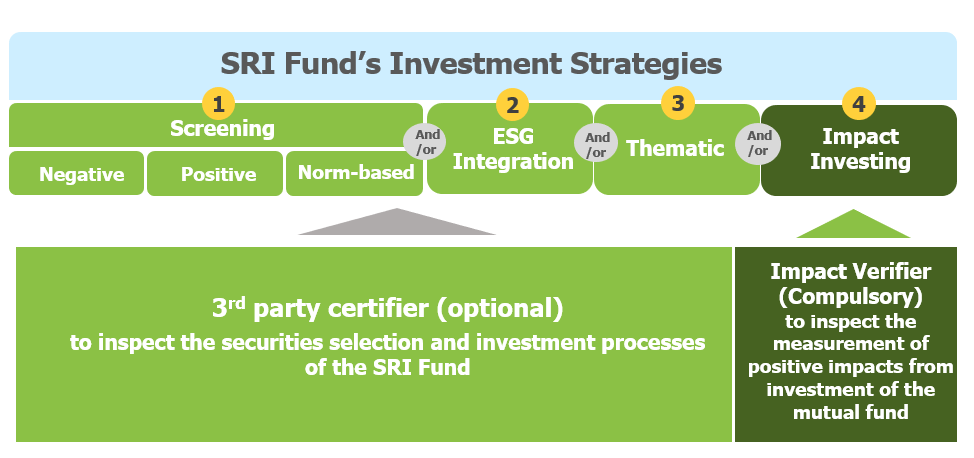 SRI Fund's Investment Strategies
1
2
3
4
Screening
Negative
Positive
Norm-based
And
/or
ESG
Integration
And
/or
Thematic
And
/or
Impact
Investing
3rd party certifier (optional)
to inspect the securities selection and investment processes
of the SRI Fund
Impact Verifier
(Compulsory)
to inspect the
measurement of
positive impacts from
investment of the
mutual fund